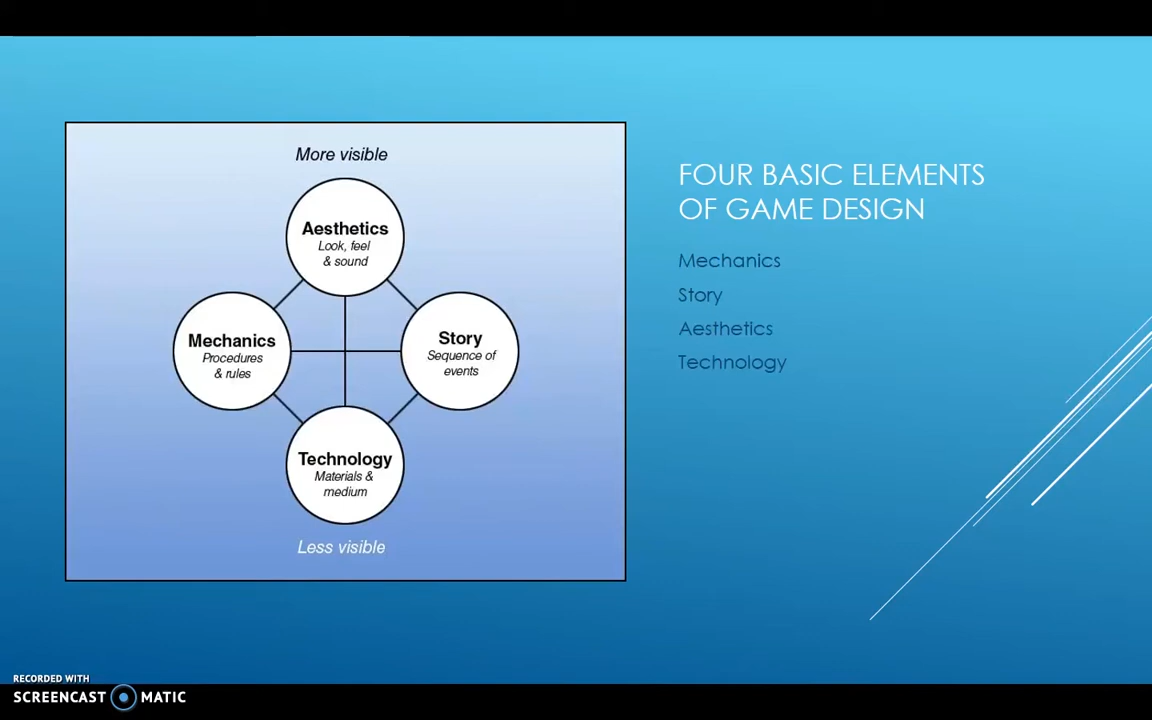 More visible
Aesthetics
Look, feel
& sound
Mechanics
Procedures
& rules
Story
Sequence of
events
Technology
Materials &
medium
Less visible
FOUR BASIC ELEMENTS
OF GAME DESIGN
Mechanics
Story
Aesthetics
Technology
RECORDED WITH
SCREENCAST MATIC